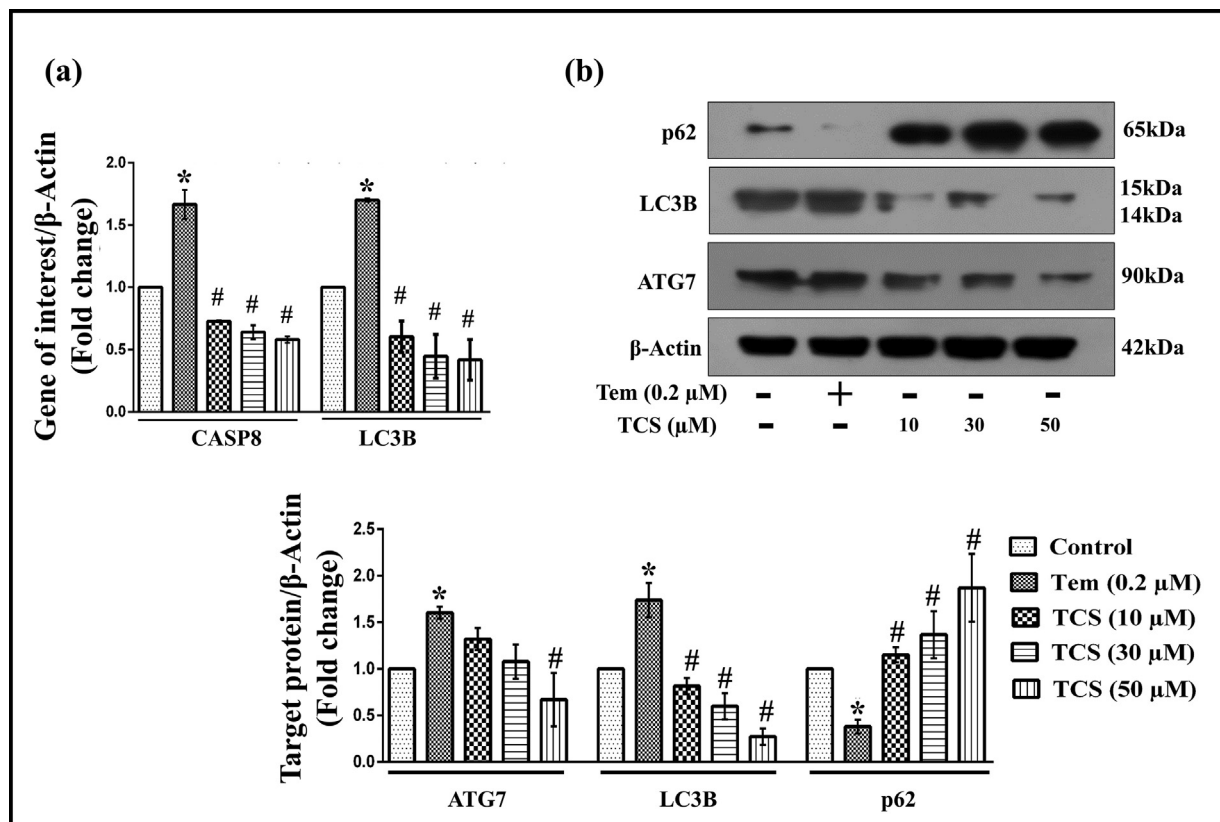 (a)
Gene of interest/β-Actin
(Fold change)
2.0
1.5
1.0
0.5
0.0
*
#
#
#
*
#
#
#
CASP8
LC3B
(b)
p62
65kDa
LC3B
15kDa
14kDa
ATG7
90kDa
β-Actin
42kDa
Tem (0.2 µM) - + - - -
TCS (µM) - - 10 30 50
Target protein/β-Actin
(Fold change)
2.5
2.0
1.5
1.0
0.5
0.0
*
#
*
#
#
#
*
#
#
#
ATG7
LC3B
p62
Control
Tem (0.2 µM)
TCS (10 µM)
TCS (30 µM)
TCS (50 µM)